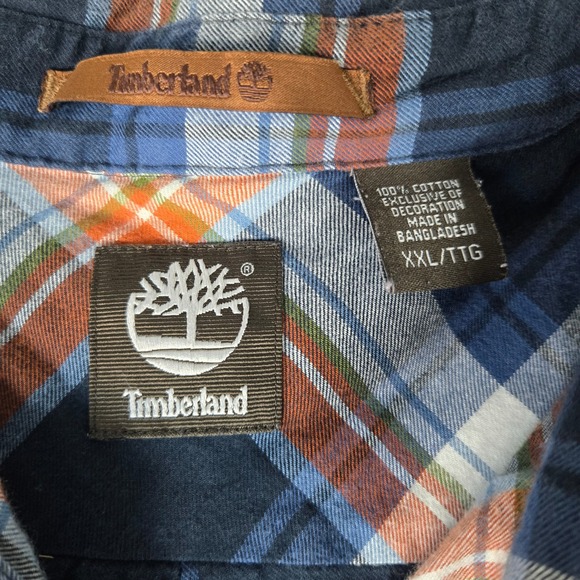 Timberland
100% COTTON
EXCLUSIVE OF
DECORATION
MADE IN
BANGLADESH
XXL/TTG
®
Timberland